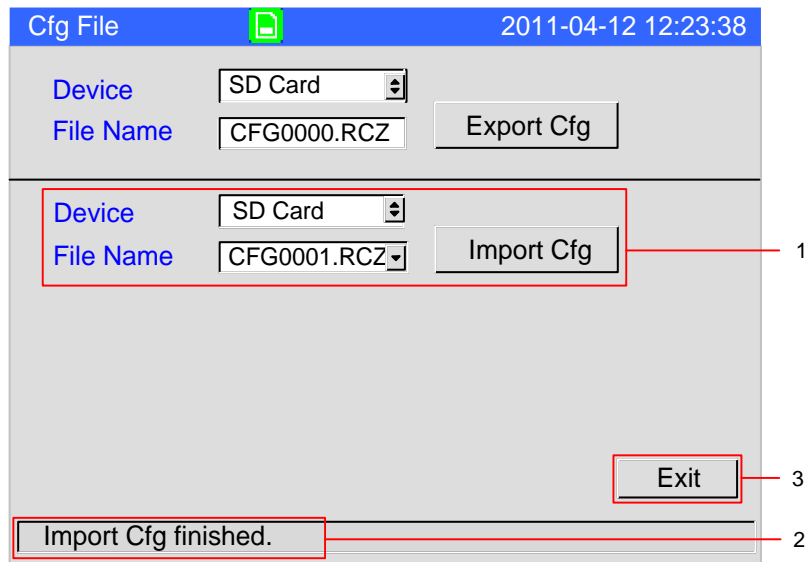 Cfg File 2011-04-12 12:23:38
Device SD Card
File Name CFG0000.RCZ Export Cfg
Device SD Card
File Name CFG0001.RCZ Import Cfg 1
Exit 3
Import Cfg finished. 2